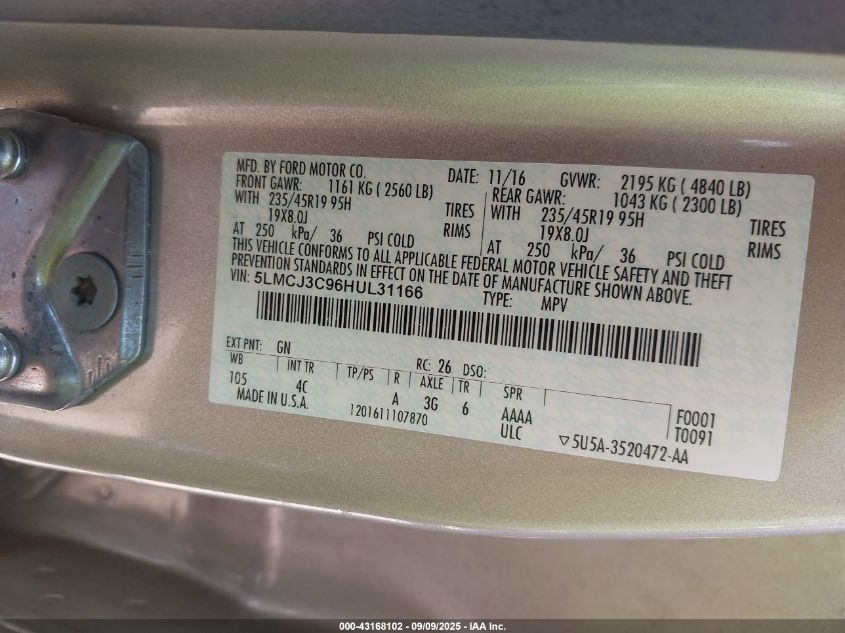 MFD. BY FORD MOTOR CO. DATE: 11/16 GVWR: 2195 KG ( 4840 LB)
FRONT GAWR: 1161 KG ( 2560 LB) REAR GAWR: 1043 KG ( 2300 LB)
WITH 235/45R19 95H TIRES WITH 235/45R19 95H TIRES
19X8.0J RIMS 19X8.0J RIMS
AT 250 kPa/ 36 PSI COLD AT 250 kPa/ 36 PSI COLD
THIS VEHICLE CONFORMS TO ALL APPLICABLE FEDERAL MOTOR VEHICLE SAFETY AND THEFT
PREVENTION STANDARDS IN EFFECT ON THE DATE OF MANUFACTURE SHOWN ABOVE.
VIN: 5LMCJ3C96HUL31166 TYPE: MPV
EXT PNT: GN RC: 26 DSO:
WB INT TR TP/PS R AXLE TR SPR
105 4C A 3G 6 AAAA F0001
MADE IN U.S.A. 1201611107870 ULC T0091
▽5U5A-3520472-AA
000-43168102 - 09/09/2025 - IAA Inc.